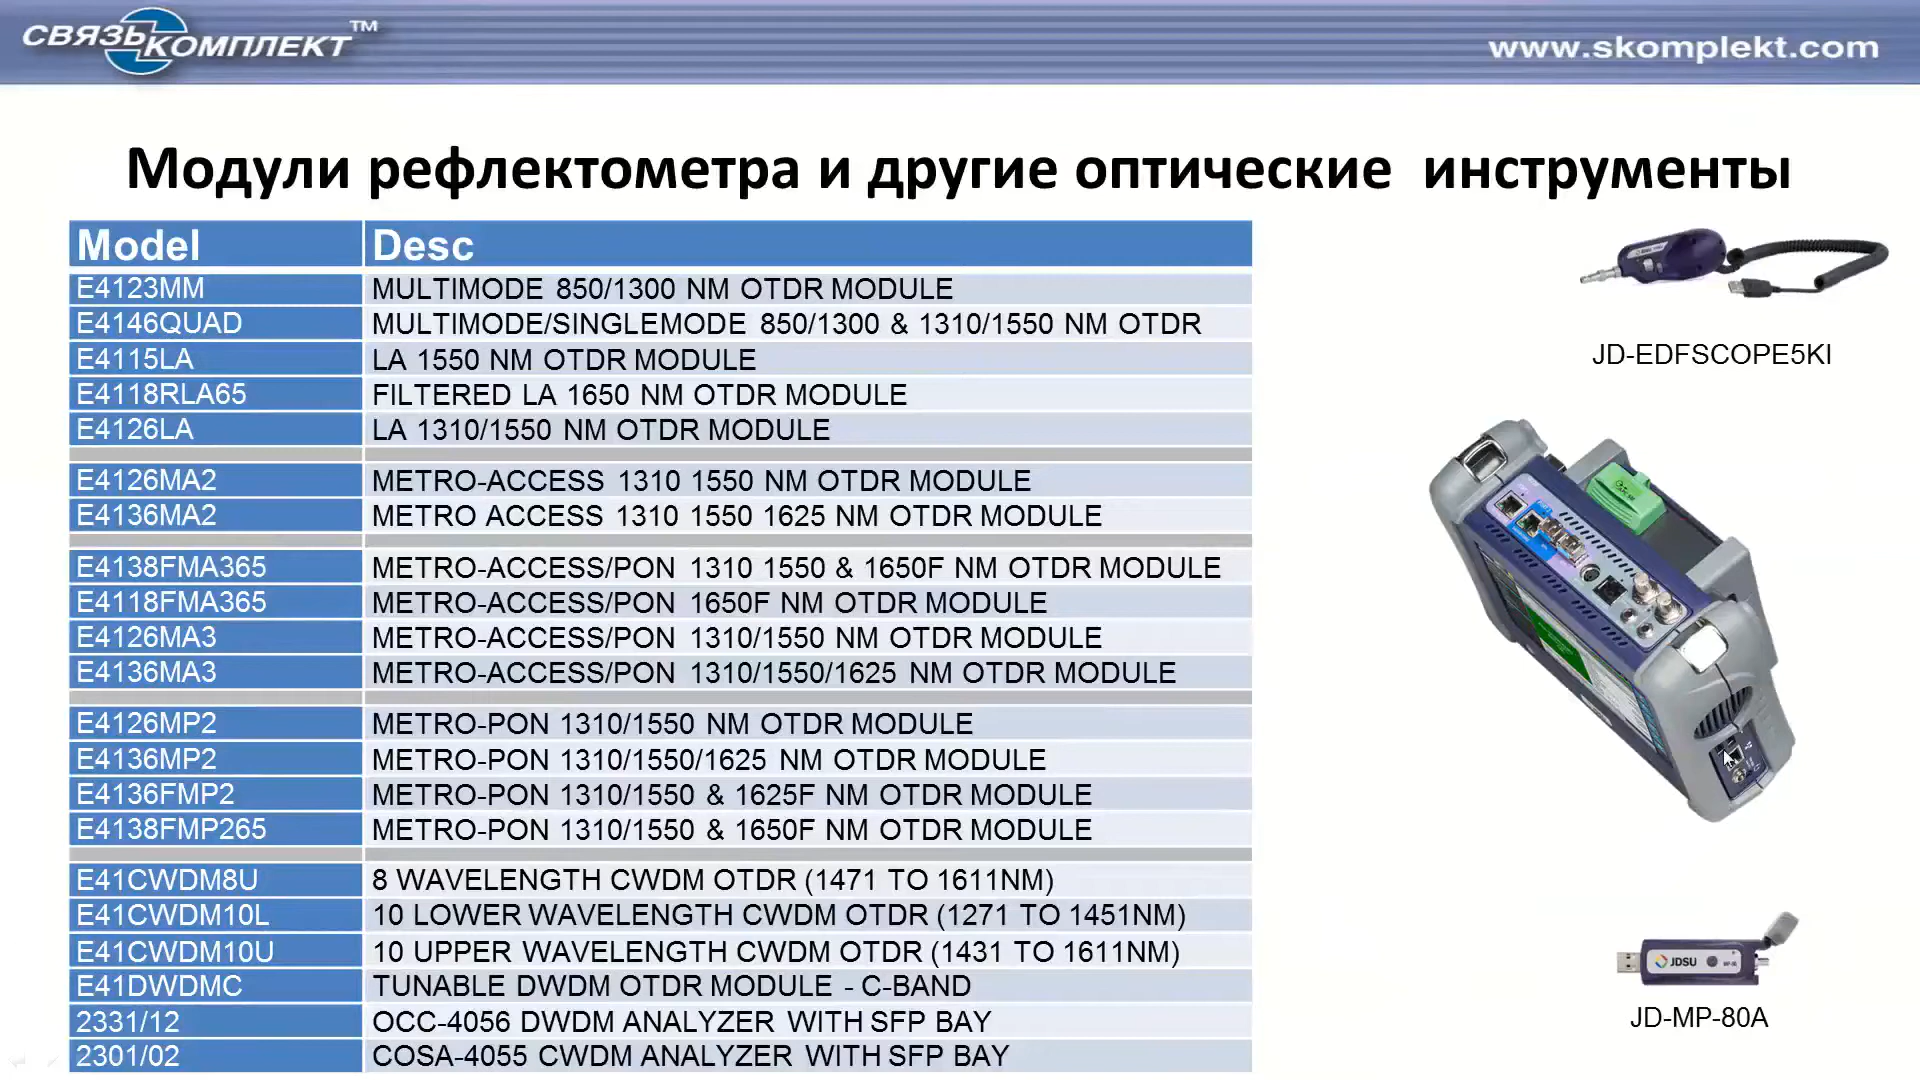 СВЯЗЬКОМПЛЕКТ™
www.skomplekt.com
Модули рефлектометра и другие оптические инструменты
Model Desc
E4123MM MULTIMODE 850/1300 NM OTDR MODULE
E4146QUAD MULTIMODE/SINGLEMODE 850/1300 & 1310/1550 NM OTDR
E4115LA LA 1550 NM OTDR MODULE
E4118RLA65 FILTERED LA 1650 NM OTDR MODULE
E4126LA LA 1310/1550 NM OTDR MODULE
E4126MA2 METRO-ACCESS 1310 1550 NM OTDR MODULE
E4136MA2 METRO ACCESS 1310 1550 1625 NM OTDR MODULE
E4138FMA365 METRO-ACCESS/PON 1310 1550 & 1650F NM OTDR MODULE
E4118FMA365 METRO-ACCESS/PON 1650F NM OTDR MODULE
E4126MA3 METRO-ACCESS/PON 1310/1550 NM OTDR MODULE
E4136MA3 METRO-ACCESS/PON 1310/1550/1625 NM OTDR MODULE
E4126MP2 METRO-PON 1310/1550 NM OTDR MODULE
E4136MP2 METRO-PON 1310/1550/1625 NM OTDR MODULE
E4136FMP2 METRO-PON 1310/1550 & 1625F NM OTDR MODULE
E4138FMP265 METRO-PON 1310/1550 & 1650F NM OTDR MODULE
E41CWDM8U 8 WAVELENGTH CWDM OTDR (1471 TO 1611NM)
E41CWDM10L 10 LOWER WAVELENGTH CWDM OTDR (1271 TO 1451NM)
E41CWDM10U 10 UPPER WAVELENGTH CWDM OTDR (1431 TO 1611NM)
E41DWDMC TUNABLE DWDM OTDR MODULE - C-BAND
2331/12 OCC-4056 DWDM ANALYZER WITH SFP BAY
2301/02 COSA-4055 CWDM ANALYZER WITH SFP BAY
JD-EDFSCOPE5KI
JDSU
JD-MP-80A